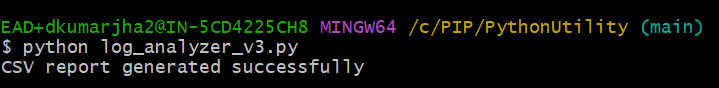 EAD+dkumarjha2@IN-5CD4225CH8 MINGW64 /c/PIP/PythonUtility (main)
$ python log_analyzer_v3.py
CSV report generated successfully